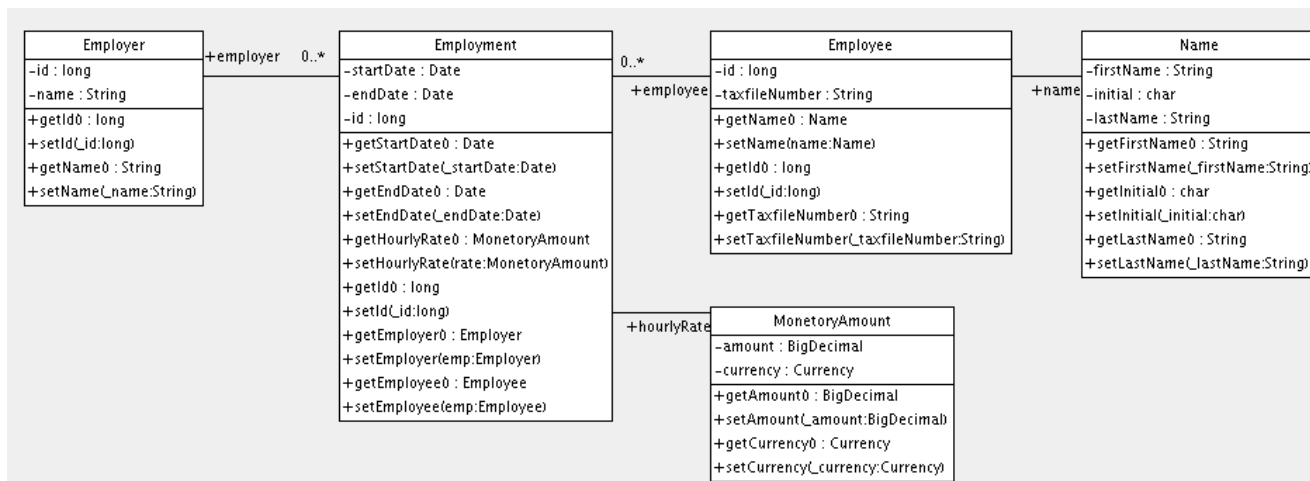 Employer
-id : long
-name : String
+getId() : long
+setId(_id:long)
+getName() : String
+setName(_name:String)
+employer
0..*
Employment
-startDate : Date
-endDate : Date
-id : long
+getStartDate() : Date
+setStartDate(_startDate:Date)
+getEndDate() : Date
+setEndDate(_endDate:Date)
+getHourlyRate() : MonetoryAmount
+setHourlyRate(rate:MonetoryAmount)
+getId() : long
+setId(_id:long)
+getEmployer() : Employer
+setEmployer(emp:Employer)
+getEmployee() : Employee
+setEmployee(emp:Employee)
0..*
+employee
Employee
-id : long
-taxfileNumber : String
+getName() : Name
+setName(name:Name)
+getId() : long
+setId(_id:long)
+getTaxfileNumber() : String
+setTaxfileNumber(_taxfileNumber:String)
+name
Name
-firstName : String
-initial : char
-lastName : String
+getFirstName() : String
+setFirstName(_firstName:String)
+getInitial() : char
+setInitial(_initial:char)
+getLastName() : String
+setLastName(_lastName:String)
+hourlyRate
MonetoryAmount
-amount : BigDecimal
-currency : Currency
+getAmount() : BigDecimal
+setAmount(_amount:BigDecimal)
+getCurrency() : Currency
+setCurrency(_currency:Currency)